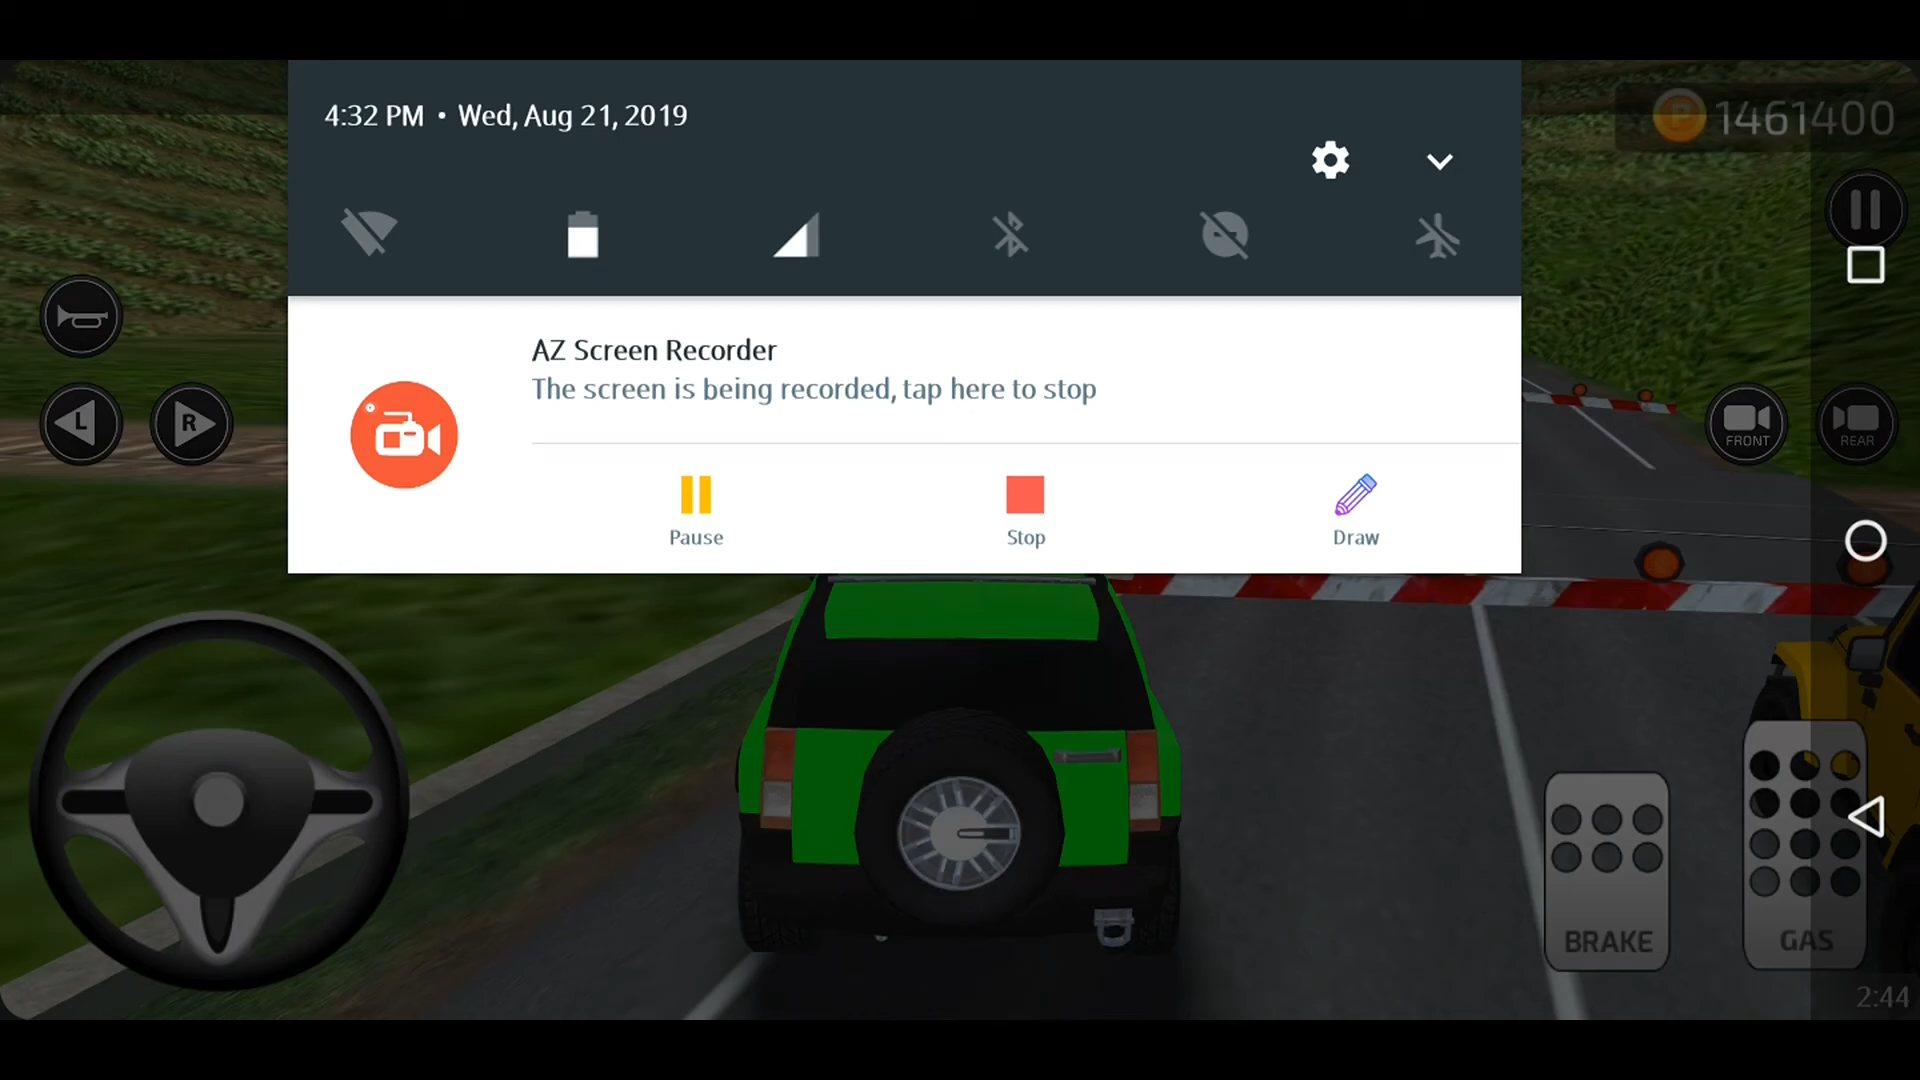 4:32 PM • Wed, Aug 21, 2019
1461400
AZ Screen Recorder
The screen is being recorded, tap here to stop
Pause
Stop
Draw
L
R
FRONT
REAR
BRAKE
GAS
2:44